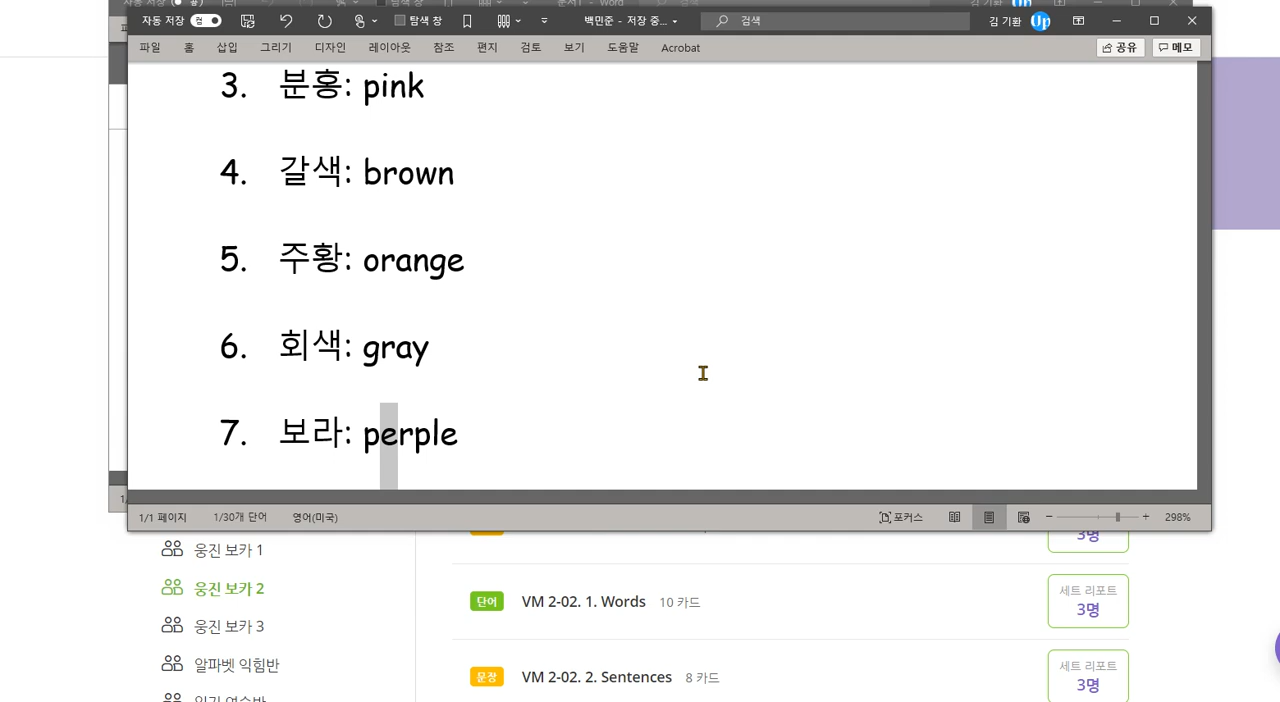 자동 저장 컴 탐색 창 백민준 - 저장 중... 검색 김 기환 Up
파일 홈 삽입 그리기 디자인 레이아웃 참조 편지 검토 보기 도움말 Acrobat 공유 메모
3. 분홍: pink
4. 갈색: brown
5. 주황: orange
6. 회색: gray
7. 보라: perple
1/1 페이지 1/30개 단어 영어(미국) 포커스 298%
3명
웅진 보카 1
웅진 보카 2
단어 VM 2-02. 1. Words 10 카드 세트 리포트
3명
웅진 보카 3
알파벳 익힘반
문장 VM 2-02. 2. Sentences 8 카드 세트 리포트
3명